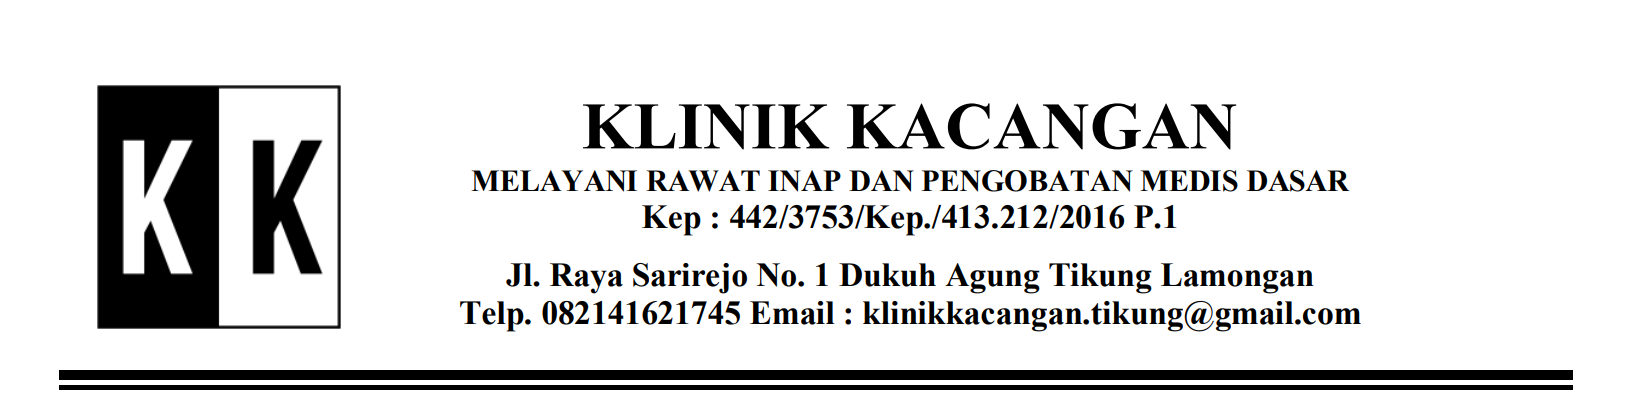 K K
KLINIK KACANGAN
MELAYANI RAWAT INAP DAN PENGOBATAN MEDIS DASAR
Kep : 442/3753/Kep./413.212/2016 P.1
Jl. Raya Sarirejo No. 1 Dukuh Agung Tikung Lamongan
Telp. 082141621745 Email : klinikkacangan.tikung@gmail.com